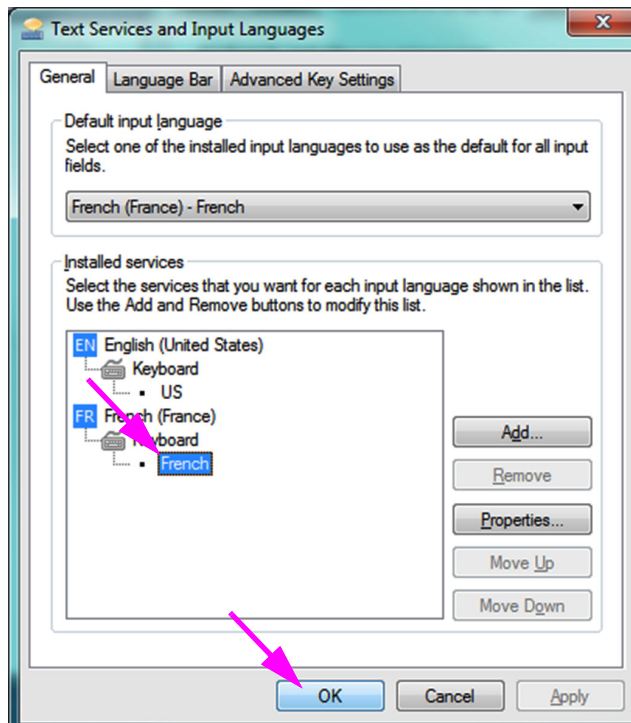 Text Services and Input Languages
General
Language Bar
Advanced Key Settings
Default input language
Select one of the installed input languages to use as the default for all input
fields.
French (France) - French
Installed services
Select the services that you want for each input language shown in the list.
Use the Add and Remove buttons to modify this list.
EN English (United States)
Keyboard
US
FR French (France)
Keyboard
French
Add...
Remove
Properties...
Move Up
Move Down
OK
Cancel
Apply